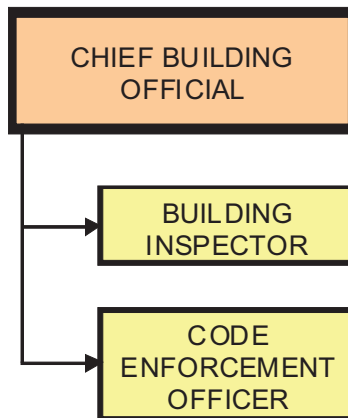 CHIEF BUILDING
OFFICIAL
BUILDING
INSPECTOR
CODE
ENFORCEMENT
OFFICER